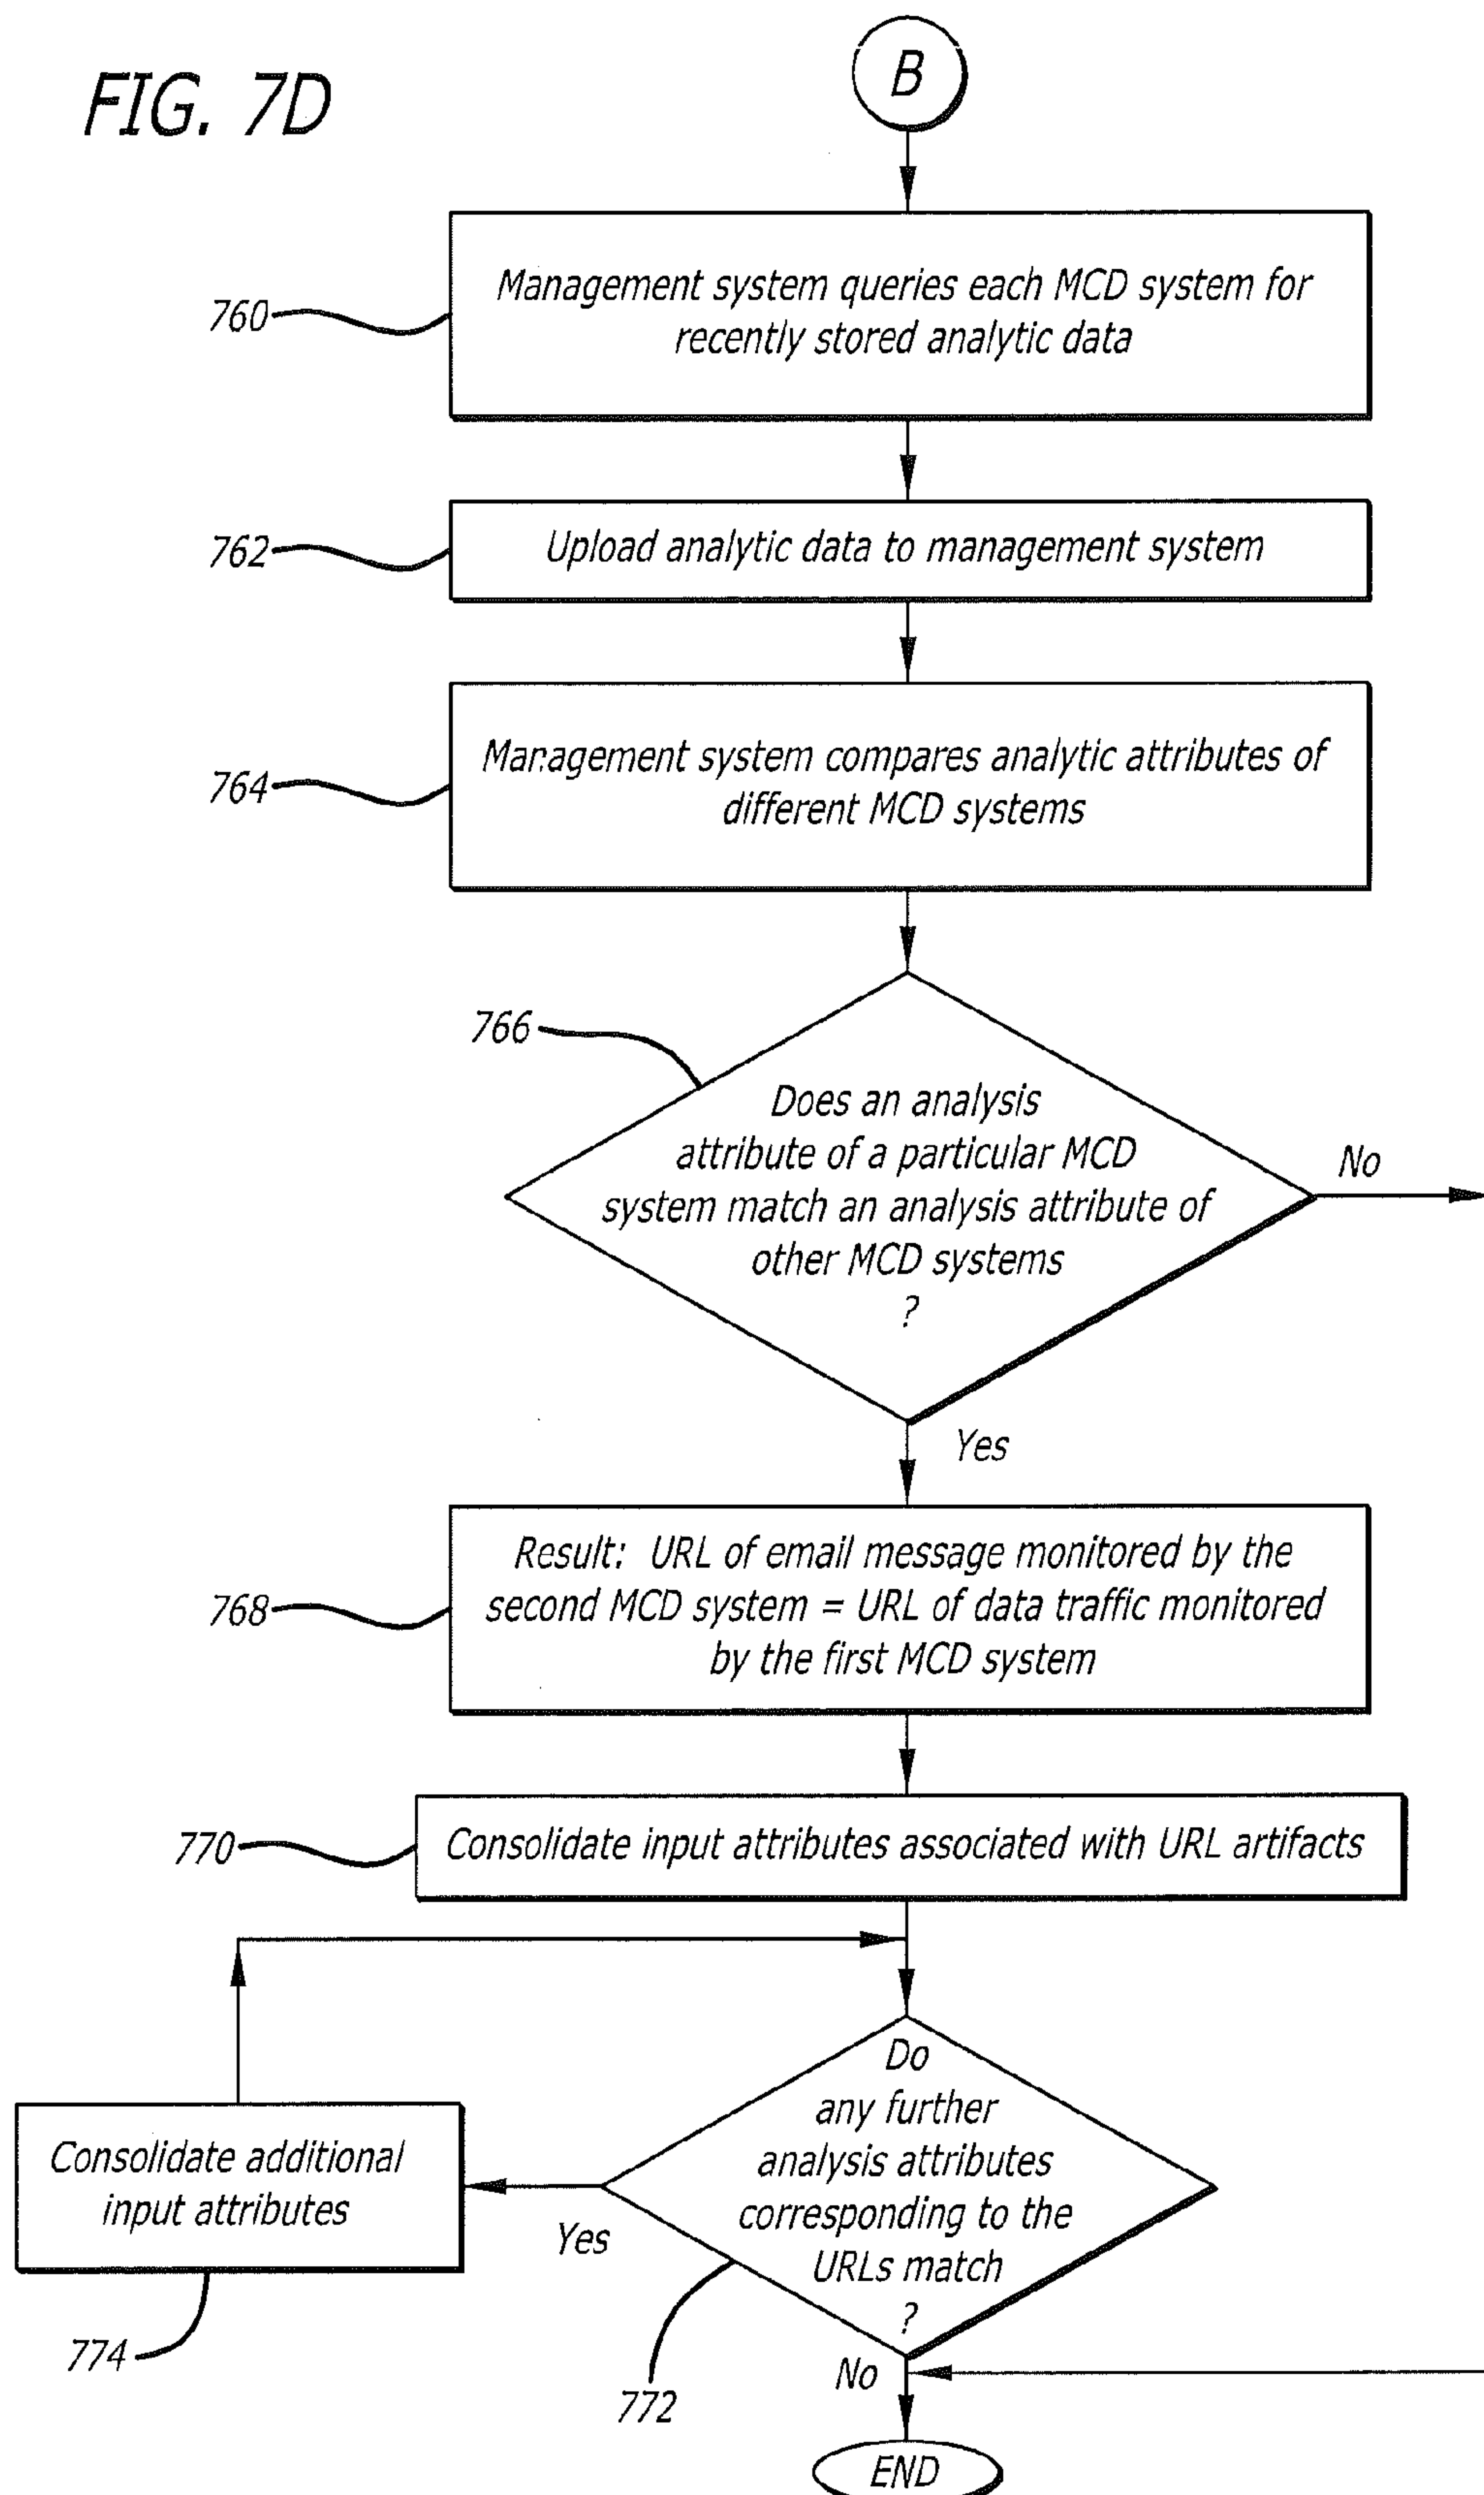 FIG. 7D
B
760
Management system queries each MCD system for
recently stored analytic data
762
Upload analytic data to management system
764
Management system compares analytic attributes of
different MCD systems
766
Does an analysis
attribute of a particular MCD
system match an analysis attribute of
other MCD systems
?
No
Yes
768
Result: URL of email message monitored by the
second MCD system = URL of data traffic monitored
by the first MCD system
770
Consolidate input attributes associated with URL artifacts
Do
any further
analysis attributes
corresponding to the
URLs match
?
Yes
Consolidate additional
input attributes
774
772
No
END